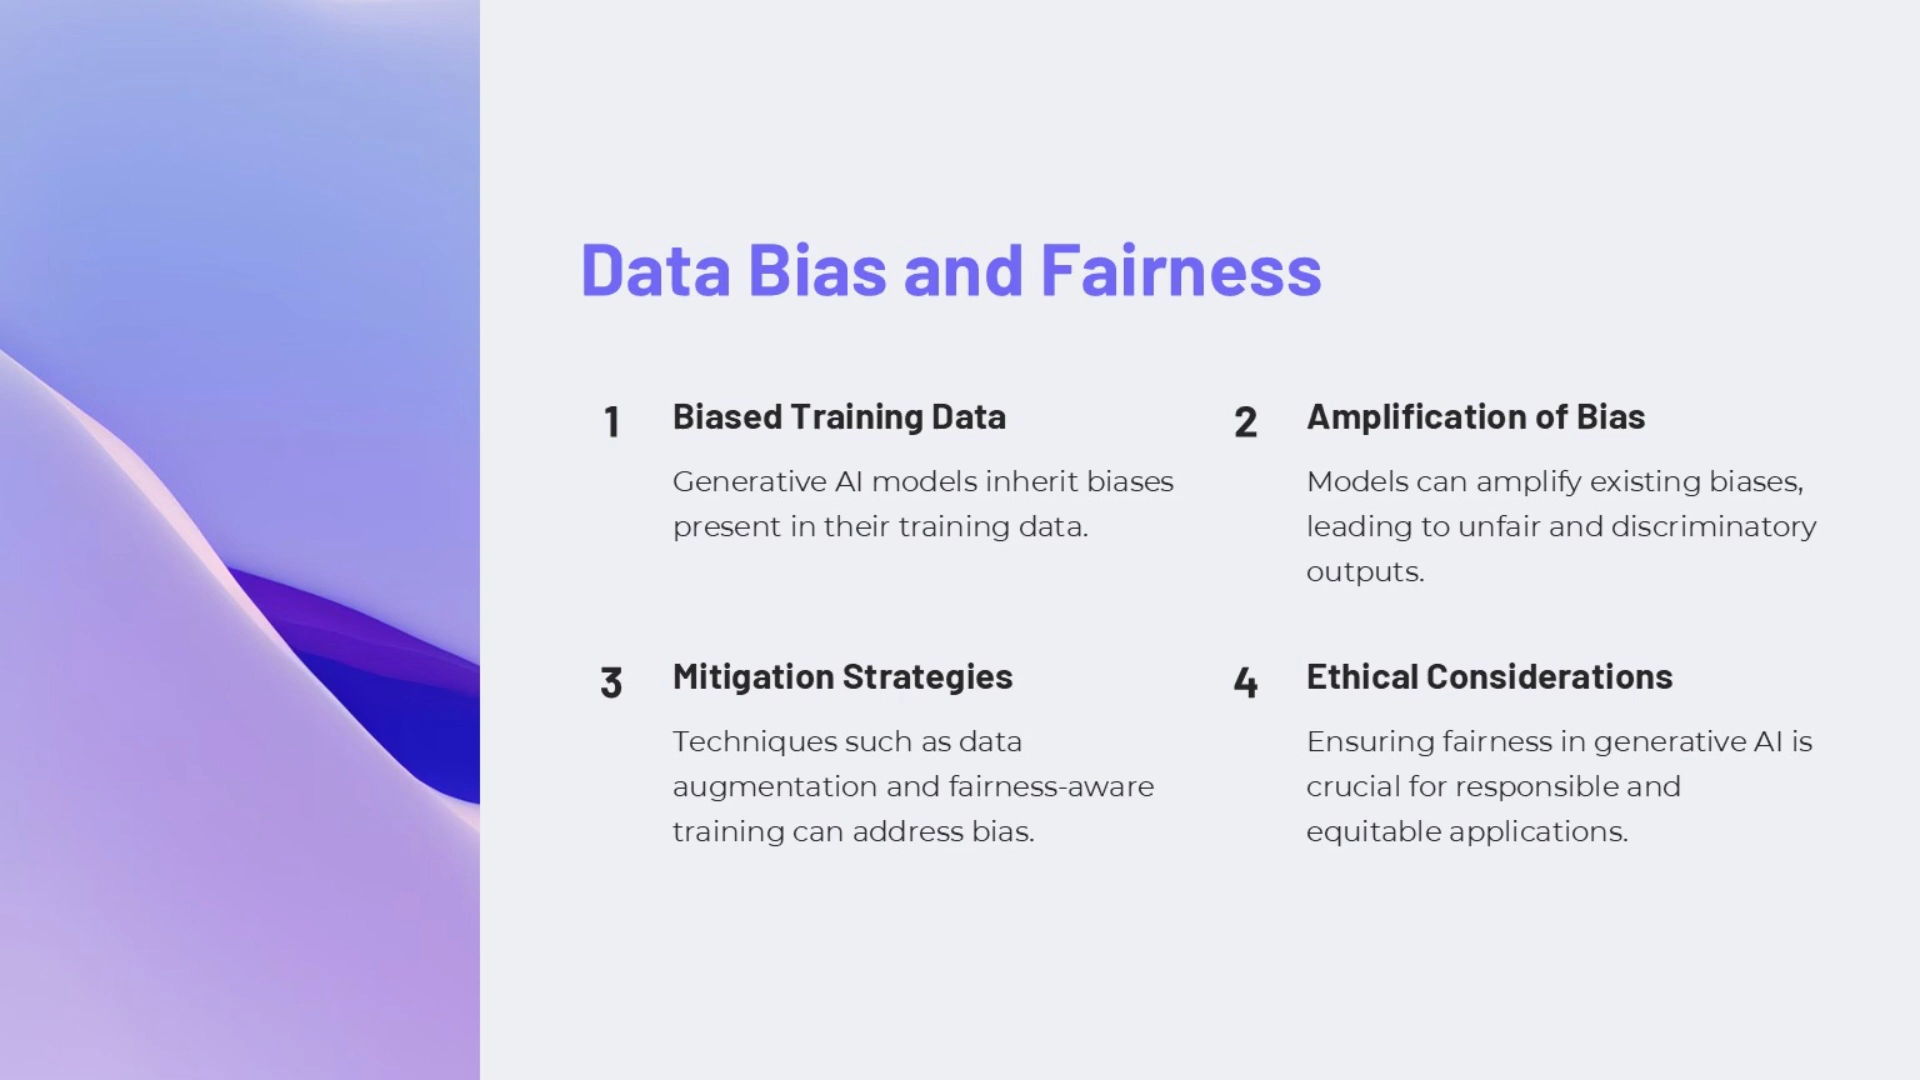 Data Bias and Fairness
1
Biased Training Data
Generative AI models inherit biases
present in their training data.
2
Amplification of Bias
Models can amplify existing biases,
leading to unfair and discriminatory
outputs.
3
Mitigation Strategies
Techniques such as data
augmentation and fairness-aware
training can address bias.
4
Ethical Considerations
Ensuring fairness in generative AI is
crucial for responsible and
equitable applications.